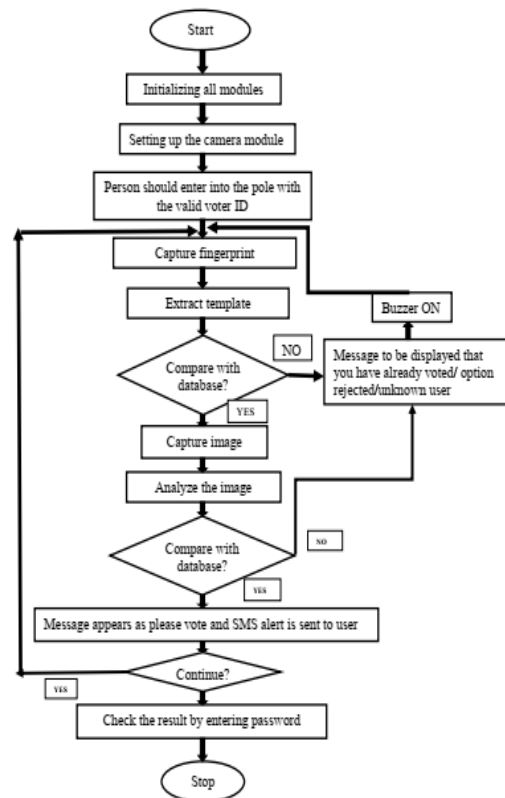 Start
Initializing all modules
Setting up the camera module
Person should enter into the pole with
the valid voter ID
Capture fingerprint
Extract template
Buzzer ON
NO
Message to be displayed that
you have already voted/ option
rejected/unknown user
Compare with
database?
YES
Capture image
Analyze the image
NO
Compare with
database?
YES
Message appears as please vote and SMS alert is sent to user
Continue?
YES
Check the result by entering password
Stop